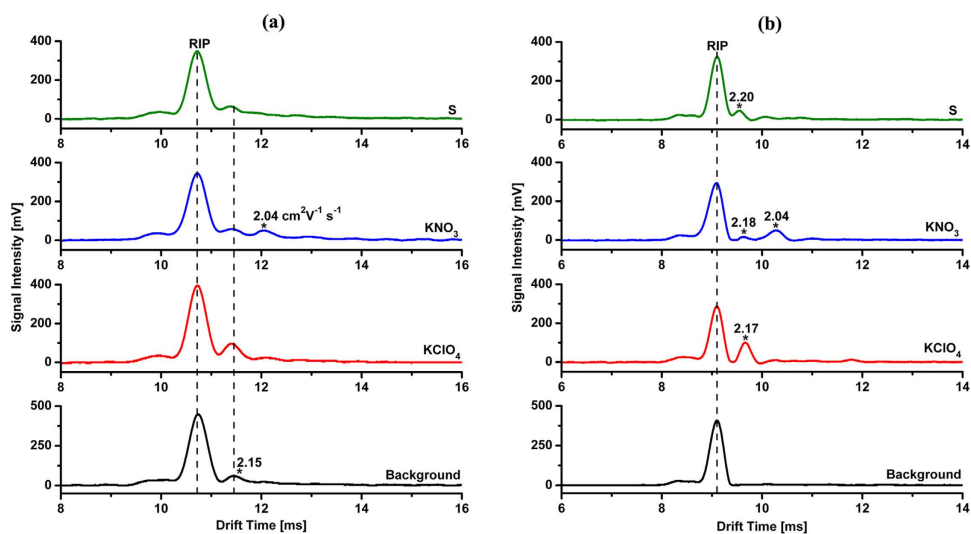 (a)
RIP
400
200
0
S
8 10 12 14 16
400
200
0
2.04 cm²V⁻¹ s⁻¹
*
KNO₃
8 10 12 14 16
400
200
0
KClO₄
8 10 12 14 16
500
250
0
2.15
*
Background
8 10 12 14 16
Signal Intensity [mV]
Drift Time [ms]
(b)
RIP
400
200
0
2.20
*
S
6 8 10 12 14
400
200
0
2.18
*
2.04
*
KNO₃
6 8 10 12 14
400
200
0
2.17
*
KClO₄
6 8 10 12 14
500
250
0
Background
6 8 10 12 14
Signal Intensity [mV]
Drift Time [ms]